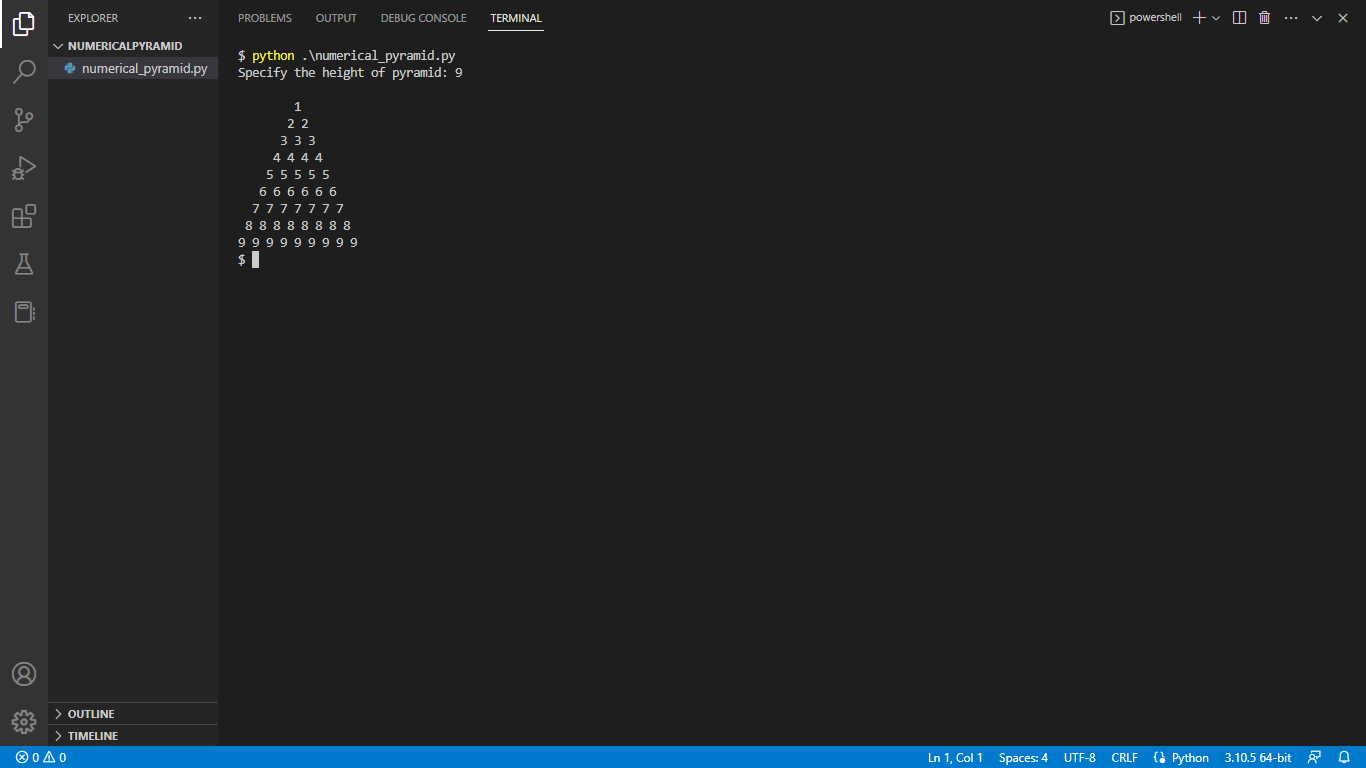 EXPLORER
NUMERICALPYRAMID
numerical_pyramid.py
OUTLINE
TIMELINE
PROBLEMS OUTPUT DEBUG CONSOLE TERMINAL
powershell
$ python .\numerical_pyramid.py
Specify the height of pyramid: 9
1
2 2
3 3 3
4 4 4 4
5 5 5 5 5
6 6 6 6 6 6
7 7 7 7 7 7 7
8 8 8 8 8 8 8 8
9 9 9 9 9 9 9 9 9
$
0 0 Ln 1, Col 1 Spaces: 4 UTF-8 CRLF Python 3.10.5 64-bit